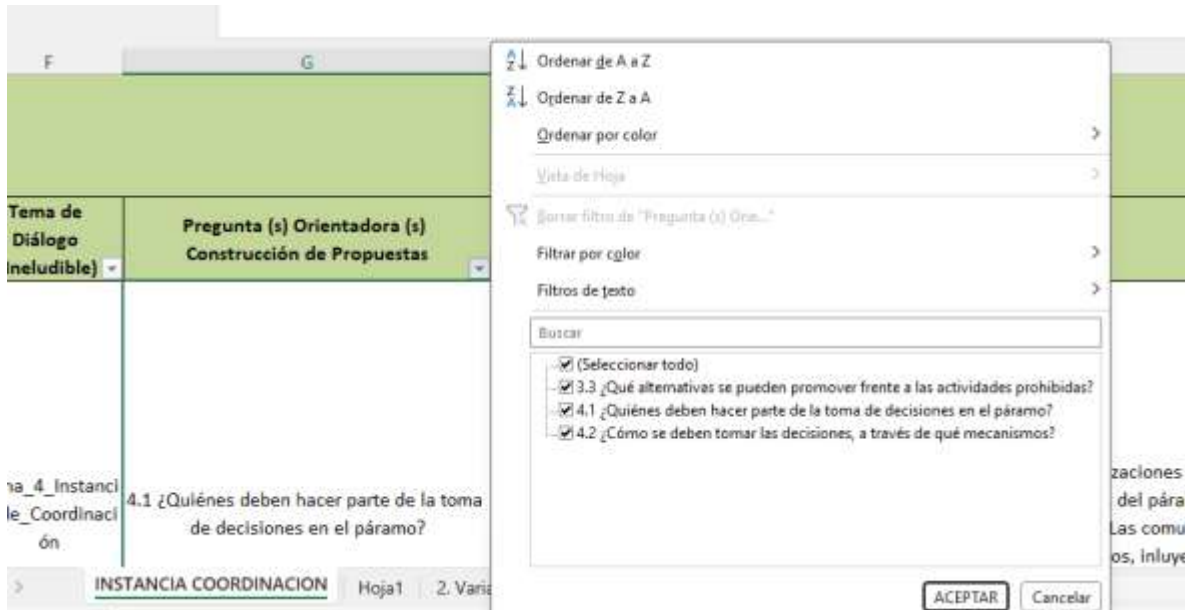 F
G
Tema de
Diálogo
Ineludible)
Pregunta (s) Orientadora (s)
Construcción de Propuestas
na_4_Instanci
le_Coordinaci
ón
4.1 ¿Quiénes deben hacer parte de la toma
de decisiones en el páramo?
Ordenar de A a Z
Ordenar de Z a A
Ordenar por color
Vista de Hoja
Borrar filtro de "Pregunta (s) Orie..."
Filtrar por color
Filtros de texto
Buscar
(Seleccionar todo)
3.3 ¿Qué alternativas se pueden promover frente a las actividades prohibidas?
4.1 ¿Quiénes deben hacer parte de la toma de decisiones en el páramo?
4.2 ¿Cómo se deben tomar las decisiones, a través de qué mecanismos?
ACEPTAR
Cancelar
zaciones
del pára
Las comu
os, inluye
INSTANCIA COORDINACION
Hoja1
2. Varia